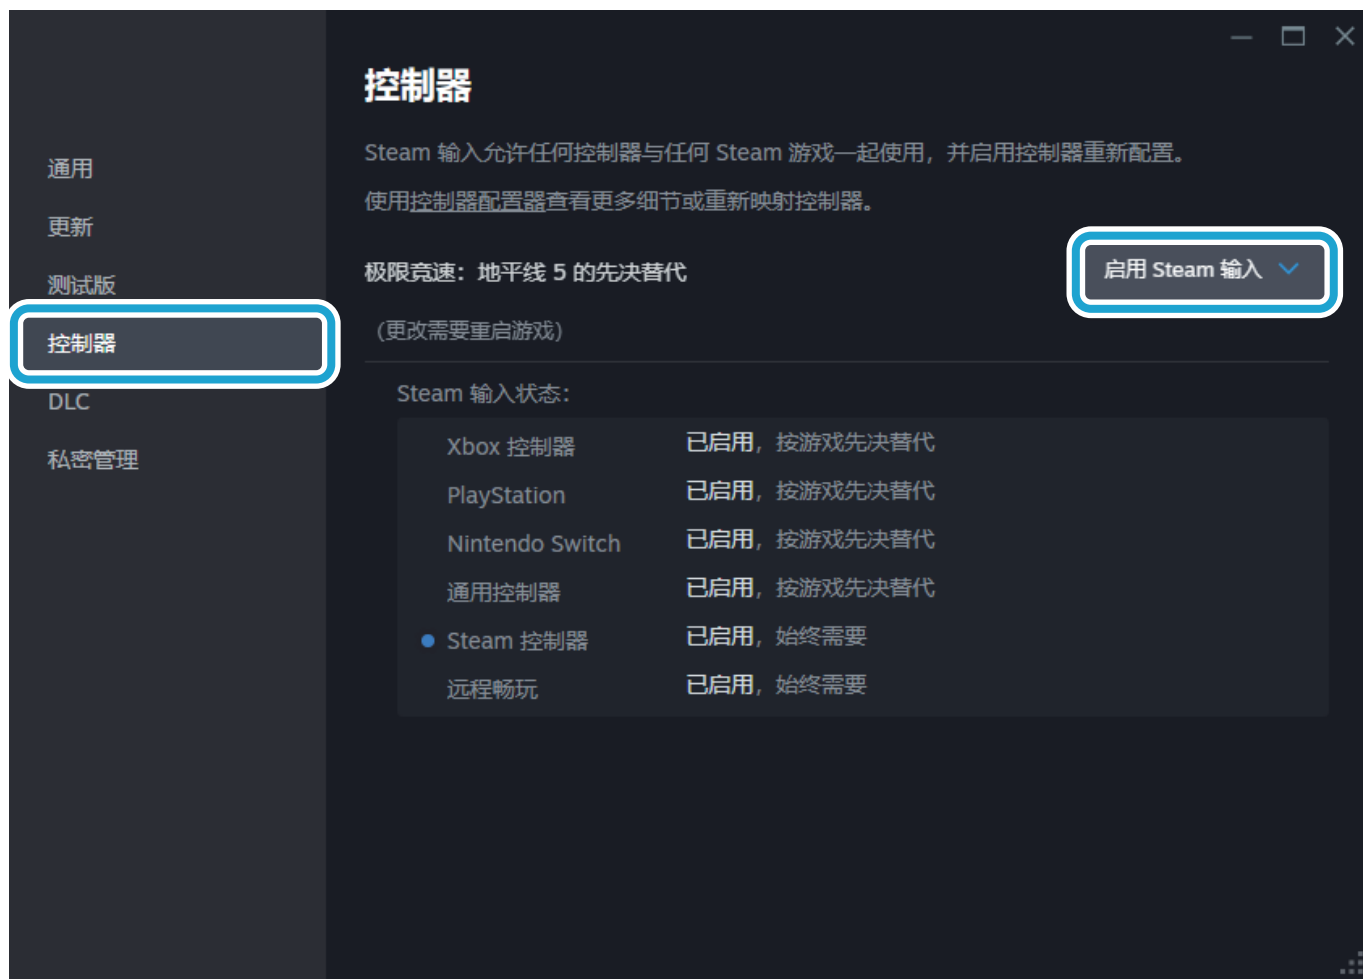 控制器
Steam 输入允许任何控制器与任何 Steam 游戏一起使用，并启用控制器重新配置。
使用控制器配置器查看更多细节或重新映射控制器。
通用
更新
测试版
控制器
DLC
私密管理
极限竞速：地平线 5 的先决替代
启用 Steam 输入
（更改需要重启游戏）
Steam 输入状态：
Xbox 控制器 已启用，按游戏先决替代
PlayStation 已启用，按游戏先决替代
Nintendo Switch 已启用，按游戏先决替代
通用控制器 已启用，按游戏先决替代
Steam 控制器 已启用，始终需要
远程畅玩 已启用，始终需要